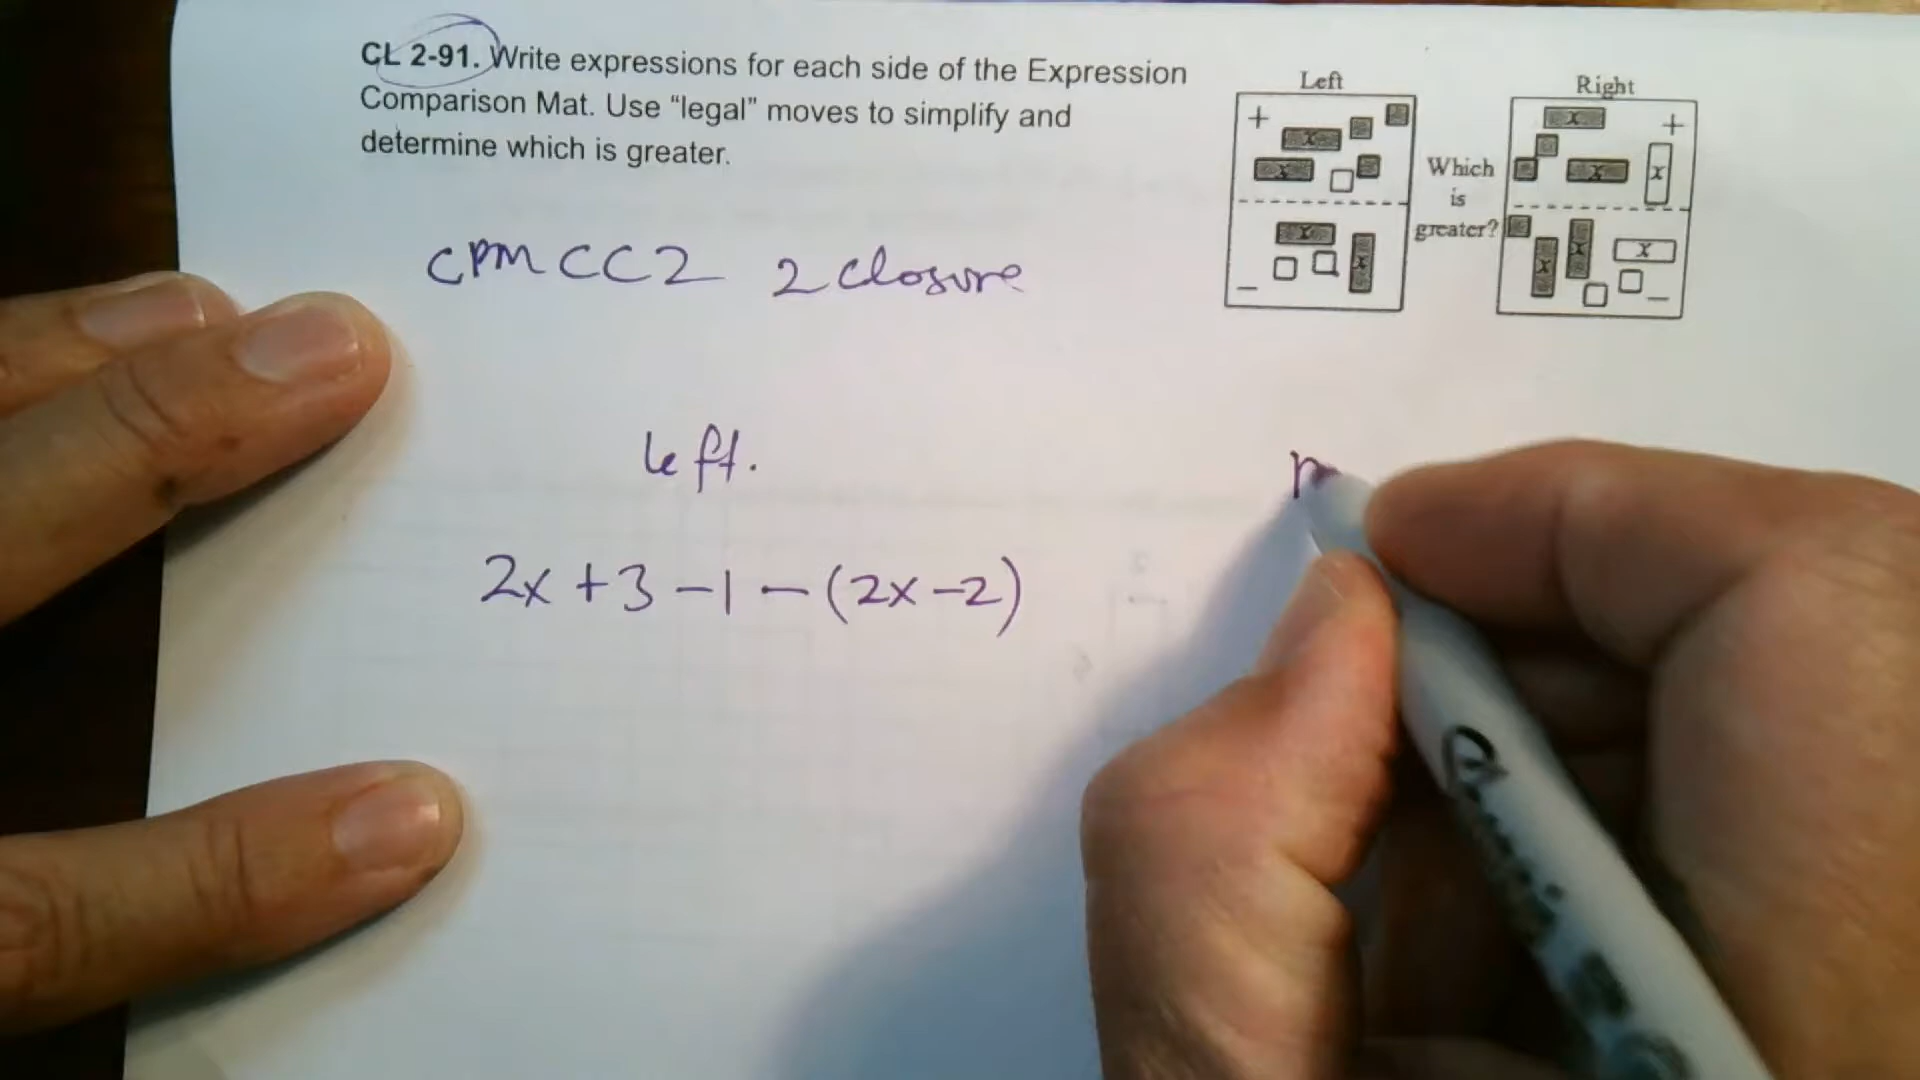 CL 2-91. Write expressions for each side of the Expression
Comparison Mat. Use “legal” moves to simplify and
determine which is greater.
Left
Right
+
x
x
x
x
−
Which
is
greater?
x
+
x
x
x
x
x
−
CPM CC2 2 closure
left.
2x + 3 − 1 − (2x − 2)